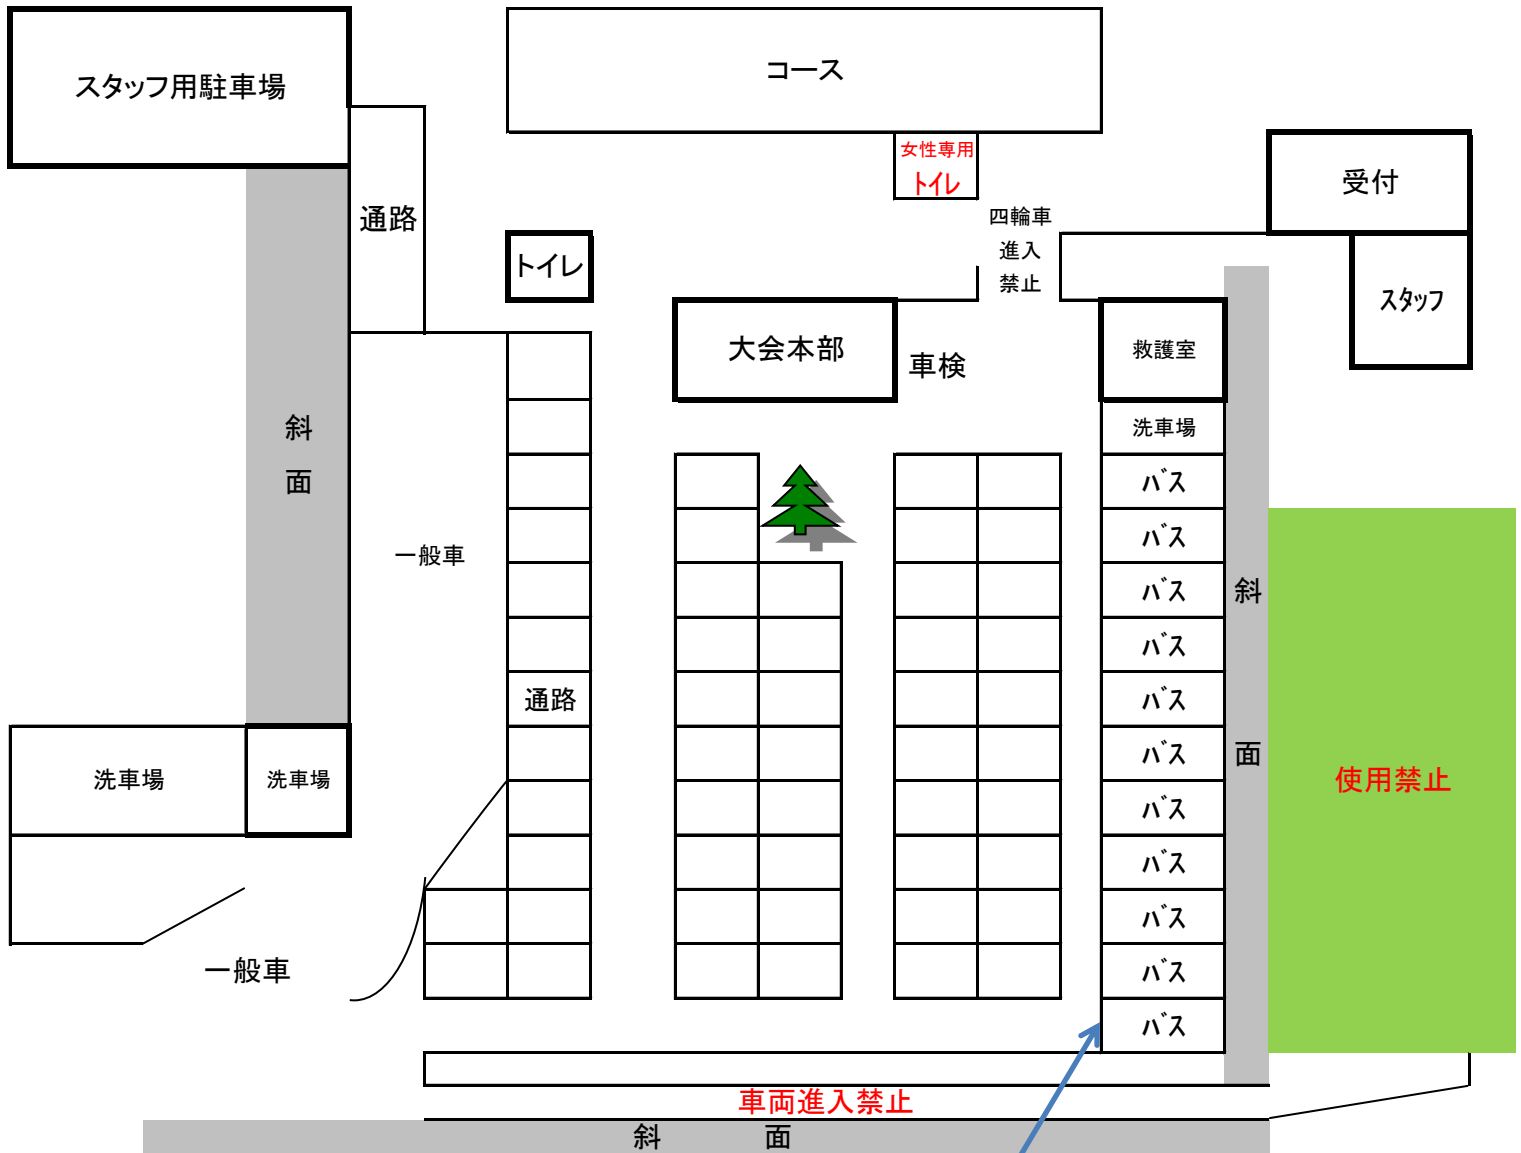 スタッフ用駐車場
コース
女性専用
トイレ
受付
通路
四輪車
進入
禁止
トイレ
スタッフ
大会本部
車検
救護室
斜
面
洗車場
バス
バス
一般車
バス
斜
バス
通路
バス
洗車場
洗車場
バス
面
使用禁止
バス
バス
バス
一般車
バス
バス
車両進入禁止
斜 面